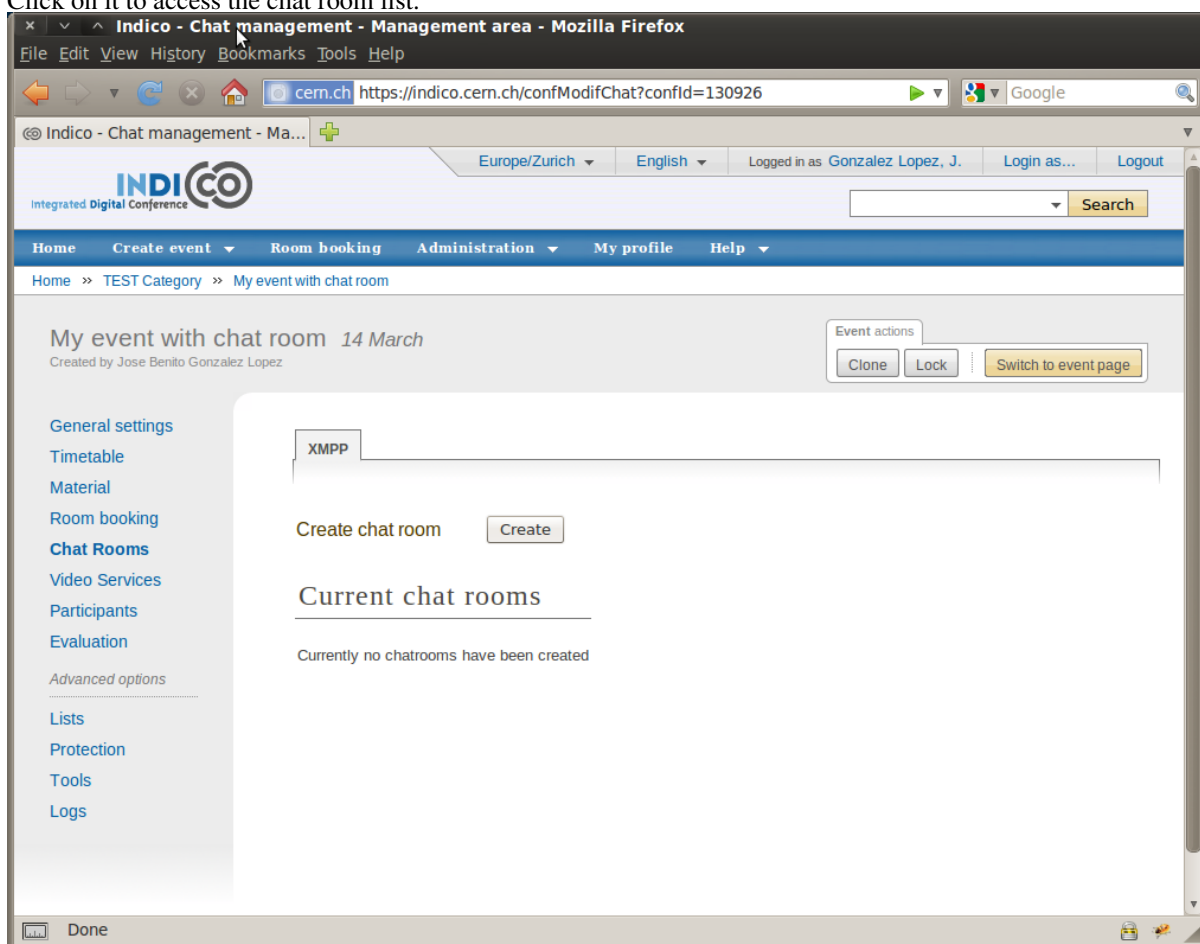 Click on it to access the chat room list.
Indico - Chat management - Management area - Mozilla Firefox
File Edit View History Bookmarks Tools Help
cern.ch https://indico.cern.ch/confModifChat?confId=130926 Google
Indico - Chat management - Ma...
Europe/Zurich English Logged in as Gonzalez Lopez, J. Login as... Logout
INDICO
Integrated Digital Conference
Search
Home Create event Room booking Administration My profile Help
Home >> TEST Category >> My event with chat room
My event with chat room 14 March
Created by Jose Benito Gonzalez Lopez
Event actions
Clone Lock Switch to event page
General settings
Timetable
Material
Room booking
Chat Rooms
Video Services
Participants
Evaluation
Advanced options
Lists
Protection
Tools
Logs
XMPP
Create chat room Create
Current chat rooms
Currently no chatrooms have been created
Done